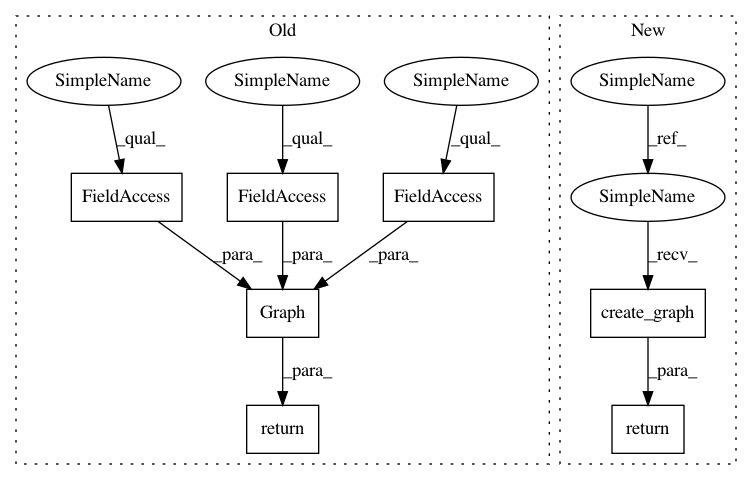 Old
New
SimpleName
SimpleName
SimpleName
SimpleName
_qual_
_qual_
_qual_
_ref_
FieldAccess
FieldAccess
FieldAccess
SimpleName
_para_
_para_
_para_
_recv_
Graph
create_graph
_para_
_para_
return
return